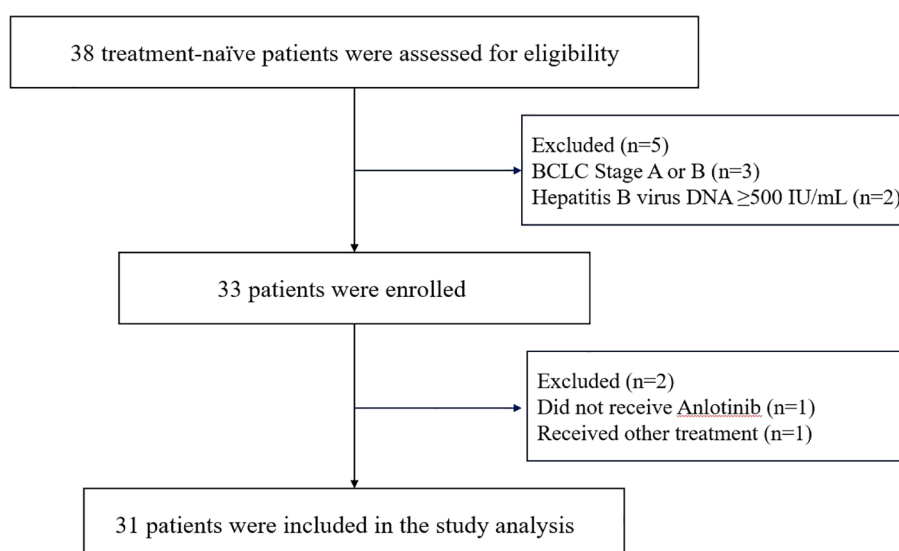 38 treatment-naïve patients were assessed for eligibility
Excluded (n=5)
BCLC Stage A or B (n=3)
Hepatitis B virus DNA ≥500 IU/mL (n=2)
33 patients were enrolled
Excluded (n=2)
Did not receive Anlotinib (n=1)
Received other treatment (n=1)
31 patients were included in the study analysis